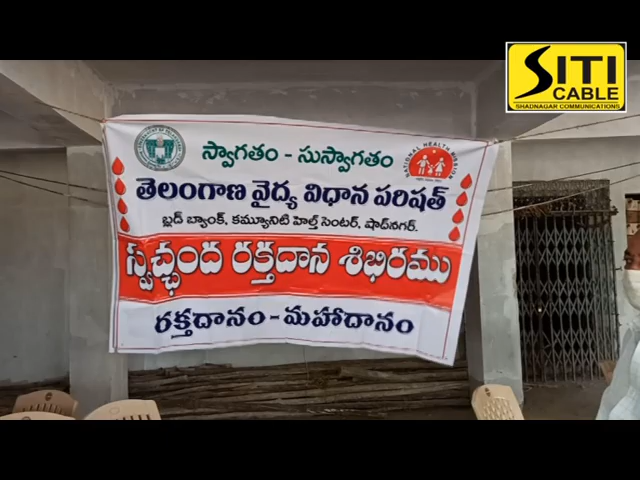 SITI
CABLE
SHADNAGAR COMMUNICATIONS
స్వాగతం - సుస్వాగతం
NATIONAL HEALTH MISSION
తెలంగాణ వైద్య విధాన పరిషత్
బ్లడ్ బ్యాంక్, కమ్యూనిటి హెల్త్ సెంటర్, షాద్‌నగర్.
స్వచ్ఛంద రక్తదాన శిబిరము
రక్తదానం - మహాదానం